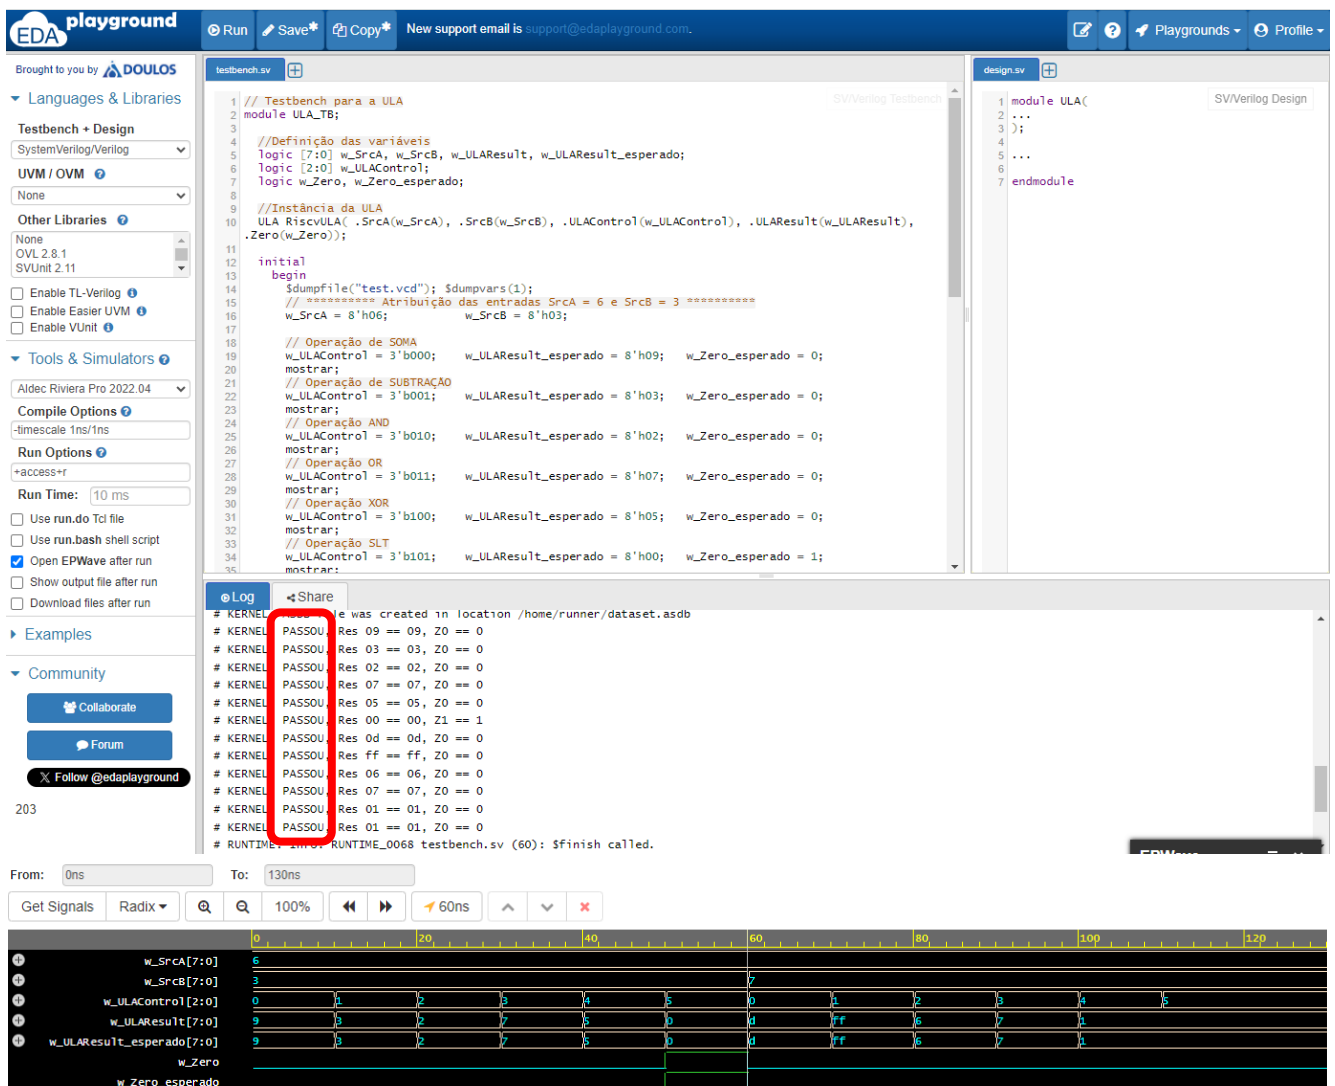 EDA playground
Run Save* Copy* New support email is support@edaplayground.com.
Playgrounds Profile
Brought to you by DOULOS
Languages & Libraries
Testbench + Design
SystemVerilog/Verilog
UVM / OVM
None
Other Libraries
None
OVL 2.8.1
SVUnit 2.11
Enable TL-Verilog
Enable Easier UVM
Enable VUnit
Tools & Simulators
Aldec Riviera Pro 2022.04
Compile Options
-timescale 1ns/1ns
Run Options
+access+r
Run Time: 10 ms
Use run.do Tcl file
Use run.bash shell script
Open EPWave after run
Show output file after run
Download files after run
Examples
Community
Collaborate
Forum
X Follow @edaplayground
203
testbench.sv
SV/Verilog Testbench
1 // Testbench para a ULA
2 module ULA_TB;
3
4 //Definição das variáveis
5 logic [7:0] w_SrcA, w_SrcB, w_ULAResult, w_ULAResult_esperado;
6 logic [2:0] w_ULAControl;
7 logic w_Zero, w_Zero_esperado;
8
9 //Instância da ULA
10 ULA RiscvULA( .SrcA(w_SrcA), .SrcB(w_SrcB), .ULAControl(w_ULAControl), .ULAResult(w_ULAResult),
.Zero(w_Zero));
11
12 initial
13 begin
14 $dumpfile("test.vcd"); $dumpvars(1);
15 // ********** Atribuição das entradas SrcA = 6 e SrcB = 3 **********
16 w_SrcA = 8'h06; w_SrcB = 8'h03;
17
18 // Operação de SOMA
19 w_ULAControl = 3'b000; w_ULAResult_esperado = 8'h09; w_Zero_esperado = 0;
20 mostrar;
21 // Operação de SUBTRAÇÃO
22 w_ULAControl = 3'b001; w_ULAResult_esperado = 8'h03; w_Zero_esperado = 0;
23 mostrar;
24 // Operação AND
25 w_ULAControl = 3'b010; w_ULAResult_esperado = 8'h02; w_Zero_esperado = 0;
26 mostrar;
27 // Operação OR
28 w_ULAControl = 3'b011; w_ULAResult_esperado = 8'h07; w_Zero_esperado = 0;
29 mostrar;
30 // Operação XOR
31 w_ULAControl = 3'b100; w_ULAResult_esperado = 8'h05; w_Zero_esperado = 0;
32 mostrar;
33 // Operação SLT
34 w_ULAControl = 3'b101; w_ULAResult_esperado = 8'h00; w_Zero_esperado = 1;
35 mostrar;
design.sv
SV/Verilog Design
1 module ULA(
2 ...
3 );
4
5 ...
6
7 endmodule
Log Share
# KERNEL was created in location /home/runner/dataset.asdb
# KERNEL PASSOU, Res 09 == 09, Z0 == 0
# KERNEL PASSOU, Res 03 == 03, Z0 == 0
# KERNEL PASSOU, Res 02 == 02, Z0 == 0
# KERNEL PASSOU, Res 07 == 07, Z0 == 0
# KERNEL PASSOU, Res 05 == 05, Z0 == 0
# KERNEL PASSOU, Res 00 == 00, Z1 == 1
# KERNEL PASSOU, Res 0d == 0d, Z0 == 0
# KERNEL PASSOU, Res ff == ff, Z0 == 0
# KERNEL PASSOU, Res 06 == 06, Z0 == 0
# KERNEL PASSOU, Res 07 == 07, Z0 == 0
# KERNEL PASSOU, Res 01 == 01, Z0 == 0
# KERNEL PASSOU, Res 01 == 01, Z0 == 0
# RUNTIME: Info: RUNTIME_0068 testbench.sv (60): $finish called.
EPWave
From: 0ns To: 130ns
Get Signals Radix 100% 60ns
0 20 40 60 80 100 120
w_SrcA[7:0] 6
w_SrcB[7:0] 3 7
w_ULAControl[2:0] 0 1 2 3 4 5 0 1 2 3 4 5
w_ULAResult[7:0] 9 3 2 7 5 0 d ff 6 7 1
w_ULAResult_esperado[7:0] 9 3 2 7 5 0 d ff 6 7 1
w_Zero
w_Zero_esperado